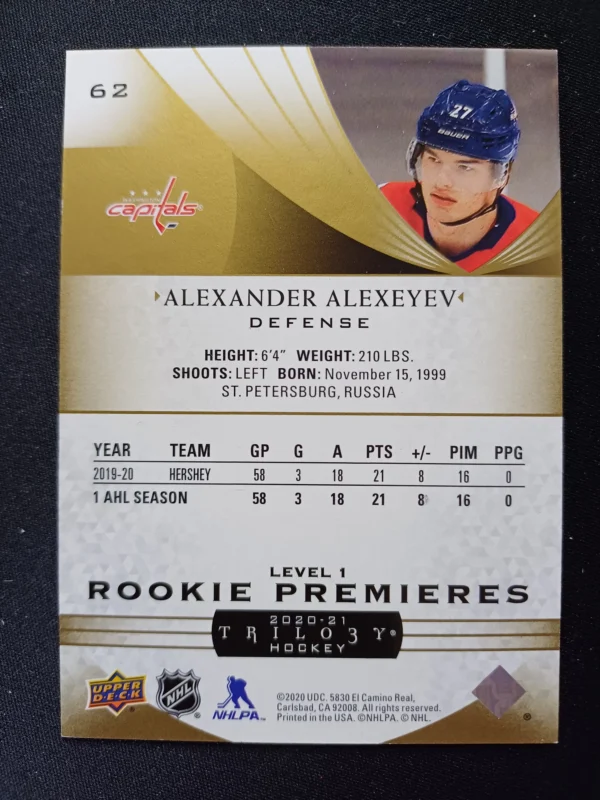 62
27
BAUER
WASHINGTON
capitals
ALEXANDER ALEXEYEV
DEFENSE
HEIGHT: 6'4" WEIGHT: 210 LBS.
SHOOTS: LEFT BORN: November 15, 1999
ST. PETERSBURG, RUSSIA
YEAR TEAM GP G A PTS +/- PIM PPG
2019-20 HERSHEY 58 3 18 21 8 16 0
1 AHL SEASON 58 3 18 21 8 16 0
LEVEL 1
ROOKIE PREMIERES
2020-21
TRILO3Y®
HOCKEY
UPPER
DECK
NHL
NHLPA™
©2020 UDC. 5830 El Camino Real,
Carlsbad, CA 92008. All rights reserved.
Printed in the USA. ©NHLPA. © NHL.
®